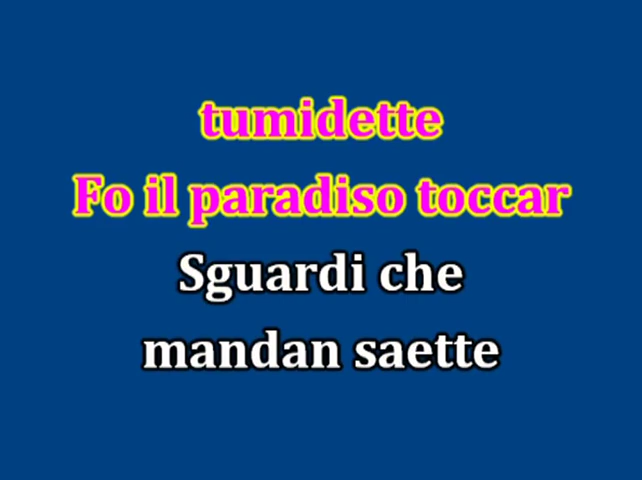 tumidette
Fo il paradiso toccar
Sguardi che
mandan saette